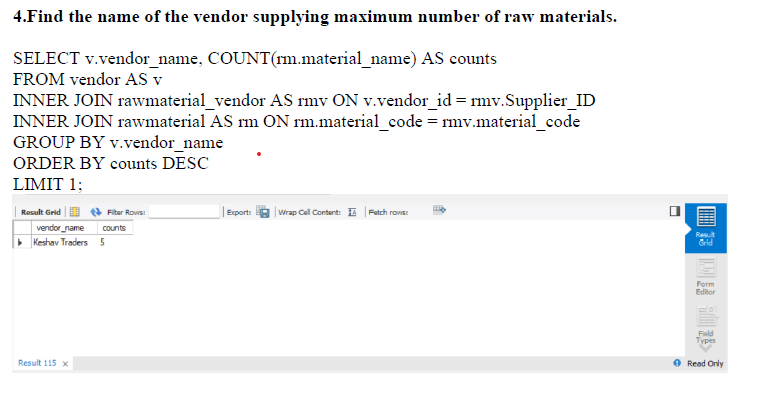 4.Find the name of the vendor supplying maximum number of raw materials.
SELECT v.vendor_name, COUNT(rm.material_name) AS counts
FROM vendor AS v
INNER JOIN rawmaterial_vendor AS rmv ON v.vendor_id = rmv.Supplier_ID
INNER JOIN rawmaterial AS rm ON rm.material_code = rmv.material_code
GROUP BY v.vendor_name
ORDER BY counts DESC
LIMIT 1;
Result Grid Filter Rows: Export: Wrap Cell Content: Fetch rows:
vendor_name counts
Keshav Traders 5
Result Grid
Form Editor
Field Types
Result 115 x Read Only